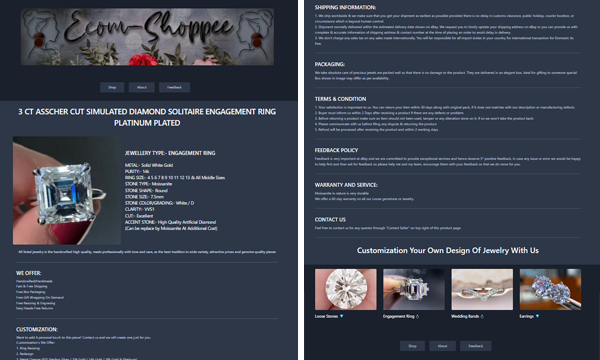 Ecom-Shoppee
Shop
About
Feedback
3 CT ASSCHER CUT SIMULATED DIAMOND SOLITAIRE ENGAGEMENT RING
PLATINUM PLATED
JEWELLERY TYPE:- ENGAGEMENT RING
METAL:- Solid White Gold
PURITY:- 14k
RING SIZE:- 4 5 6 7 8 9 10 11 12 13 & All Middle Sizes
STONE TYPE:- Moissanite
STONE SHAPE:- Round
STONE SIZE:- 7.5mm
STONE COLOR/GRADING:- White / D
CLARITY:- VVS1
CUT:- Excellent
ACCENT STONE:- High Quality Artificial Diamond
(Can be replace by Moissanite At Additional Cost)
All listed jewelry is the handcrafted high quality, create professionally with love and care, as the best tradition in wide variety, attractive prices and genuine quality pieces.
WE OFFER:
Handcrafted/Handmade
Fast & Free Shipping
Free Box Packaging
Free Gift Wrapping On Demand
Free Resizing & Engraving
Easy Hassle Free Returns
CUSTOMIZATION:
Want to add A personal touch to this piece? Contact us and we will create one just for you.
Customization's We Offer:
1. Ring Resizing
2. Redesign
SHIPPING INFORMATION:
1. We ship worldwide & we make sure that you get your shipment as earliest as possible provided there is no delay in customs clearance, public holiday, courier location, or
circumstance which is beyond human control.
2. Shipment normally delivered within the estimated delivery date shown on eBay. We request you to kindly update your shipping address on eBay prior or you can provide us with
complete & accurate information of shipping address & contact number at the time of placing an order to avoid delay in delivery.
3. We don't charge any sales tax on any sales made internationally. You will be responsible for all import duties in your country for International transaction for Domestic its
Free.
PACKAGING:
We take absolute care of precious jewels are packed well so that there is no damage to the product. They are delivered in an elegant box, ideal for gifting to someone special
Box shown in image may differ as per availability.
TERMS & CONDITION
1. Your satisfaction is important to us. You can return your item within 30 days along with original pack, if it does not matches with our description or manufacturing defects
2. Buyer must inform us within 2 Days after received a product if there are any defects or problem.
3. Before returning a product make sure an item should not been used, tamper or any alteration done on it. If so we won't take the product back.
4. Please communicate with us before filing any dispute & returning the product
5. Refund will be processed after receiving the product and within 2 working days
FEEDBACK POLICY
Feedback is very important at eBay and we are committed to provide exceptional services and hence deserve 5* positive feedback, in case any issue or error we would be happy
to help first and then ask for feedback so please help me and my team, encourage them with your feedback so that we do more for you.
WARRANTY AND SERVICE:
Moissanite in nature is very durable
We offer a 60-day warranty on all our Loose gemstone or Jewelry.
CONTACT US
Feel free to contact us for any queries through "Contact Seller" on top right of this product page
Customization Your Own Design Of Jewelry With Us
Loose Stones
Engagement Ring
Wedding Bands
Earrings
Shop
About
Feedback